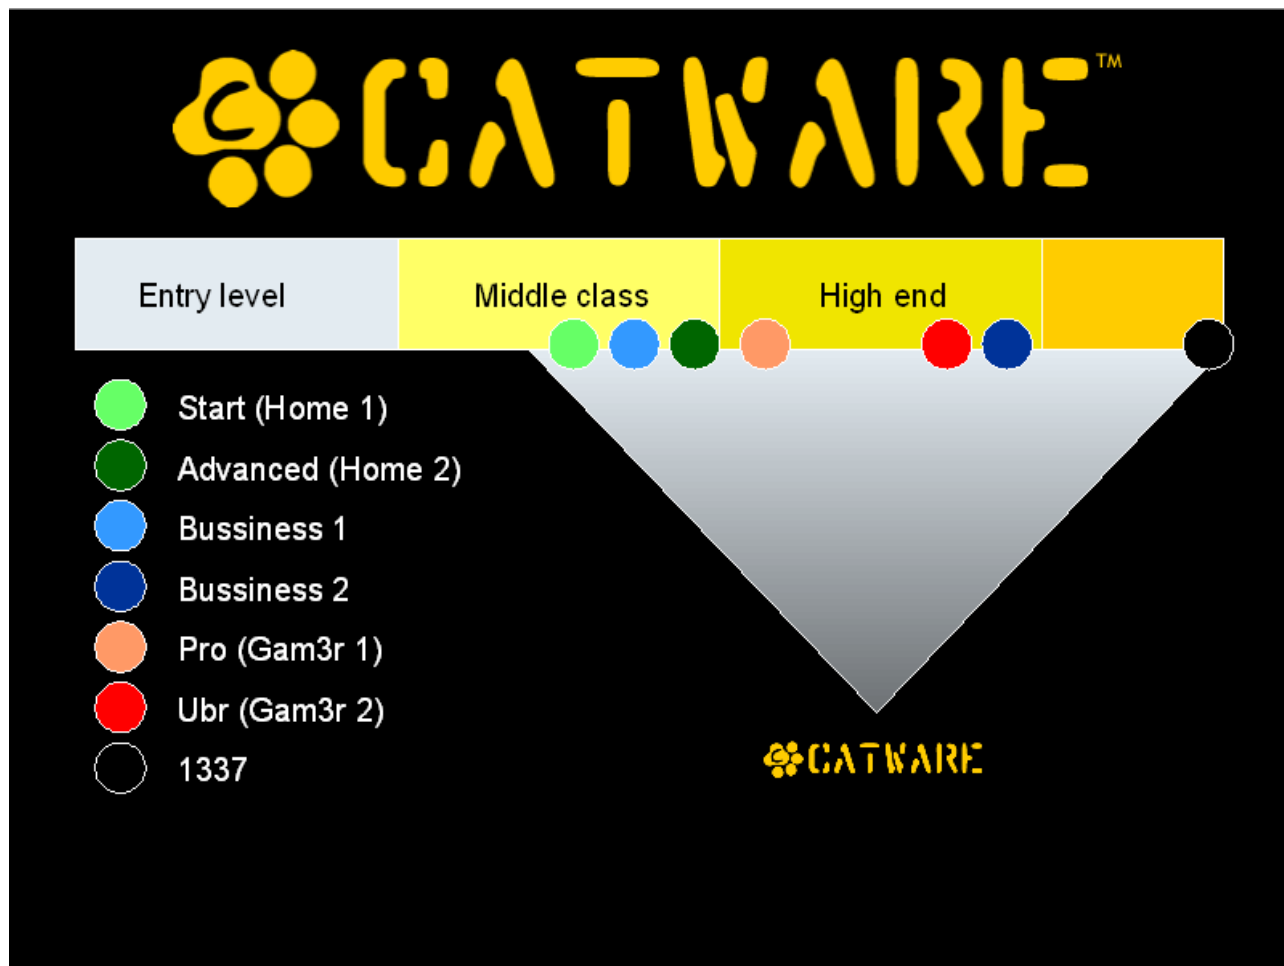 CATWARE™
Entry level
Middle class
High end
Start (Home 1)
Advanced (Home 2)
Bussiness 1
Bussiness 2
Pro (Gam3r 1)
Ubr (Gam3r 2)
1337
CATWARE